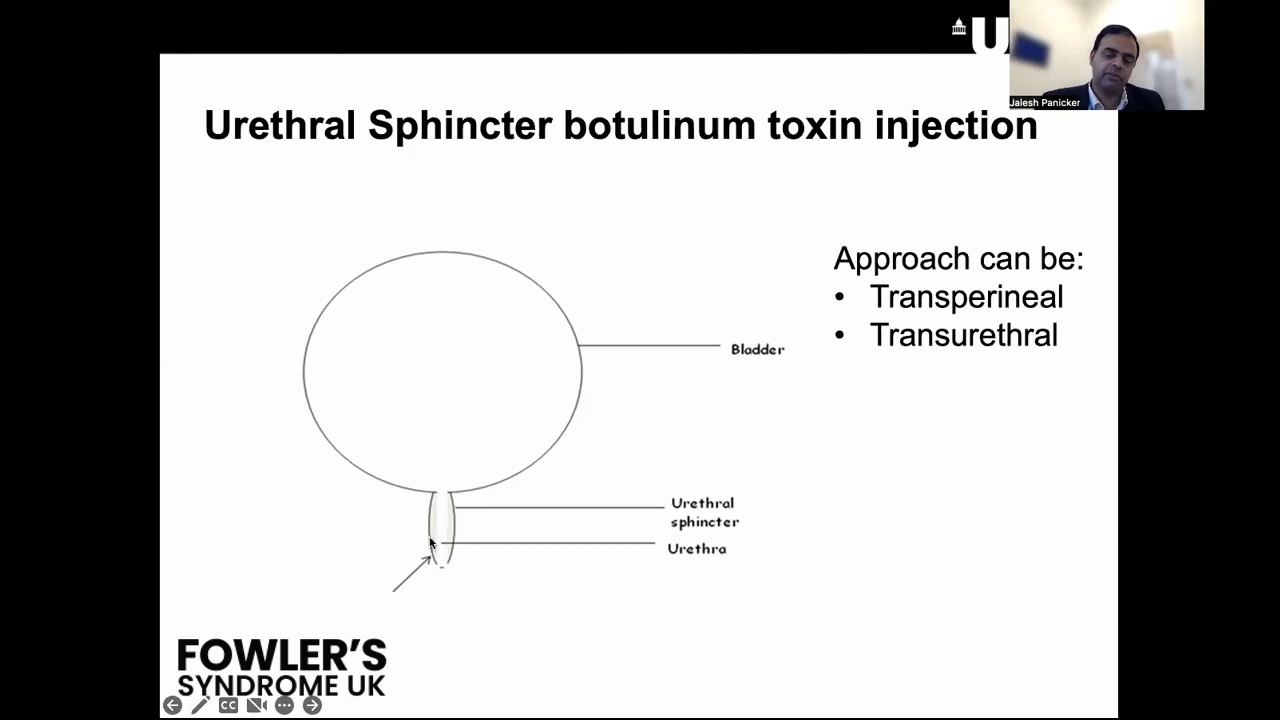 U
Jalesh Panicker
Urethral Sphincter botulinum toxin injection
Approach can be:
• Transperineal
• Transurethral
Bladder
Urethral
sphincter
Urethra
FOWLER'S
SYNDROME UK
CC